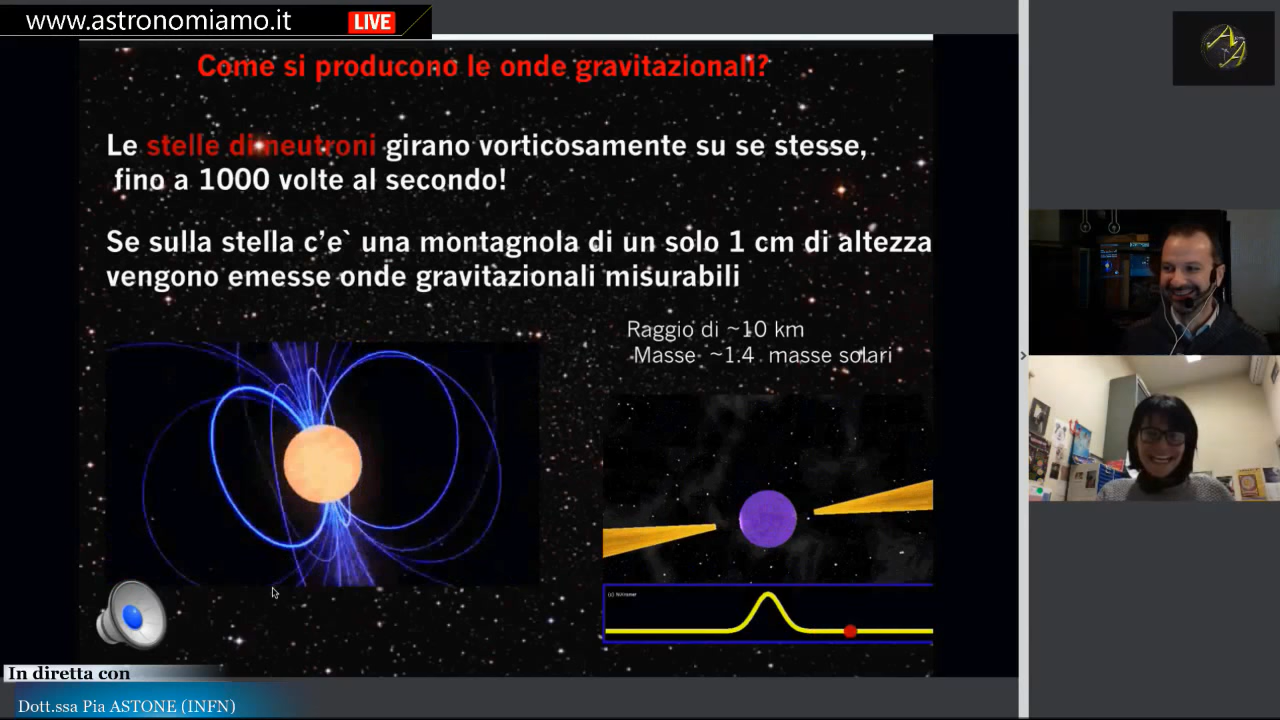 www.astronomiamo.it LIVE
Come si producono le onde gravitazionali?
Le stelle di neutroni girano vorticosamente su se stesse,
fino a 1000 volte al secondo!
Se sulla stella c'e` una montagnola di un solo 1 cm di altezza
vengono emesse onde gravitazionali misurabili
Raggio di ~10 km
Masse ~1.4 masse solari
In diretta con
Dott.ssa Pia ASTONE (INFN)